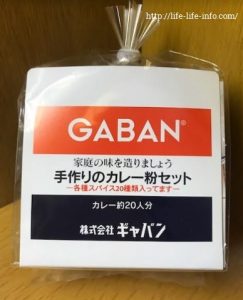 http://life-life-info.com/
GABAN®
家庭の味を造りましょう
手作りのカレー粉セット
―各種スパイス20種類入ってます―
カレー約20人分
株式会社ギャバン